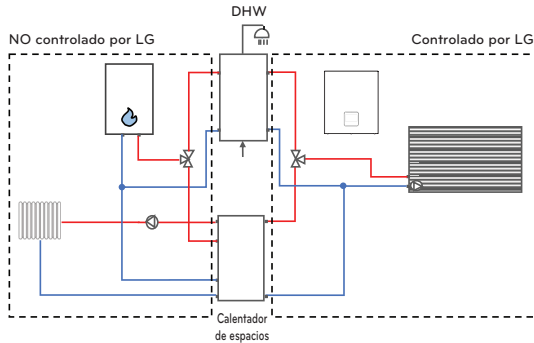 DHW
NO controlado por LG
Controlado por LG
Calentador
de espacios